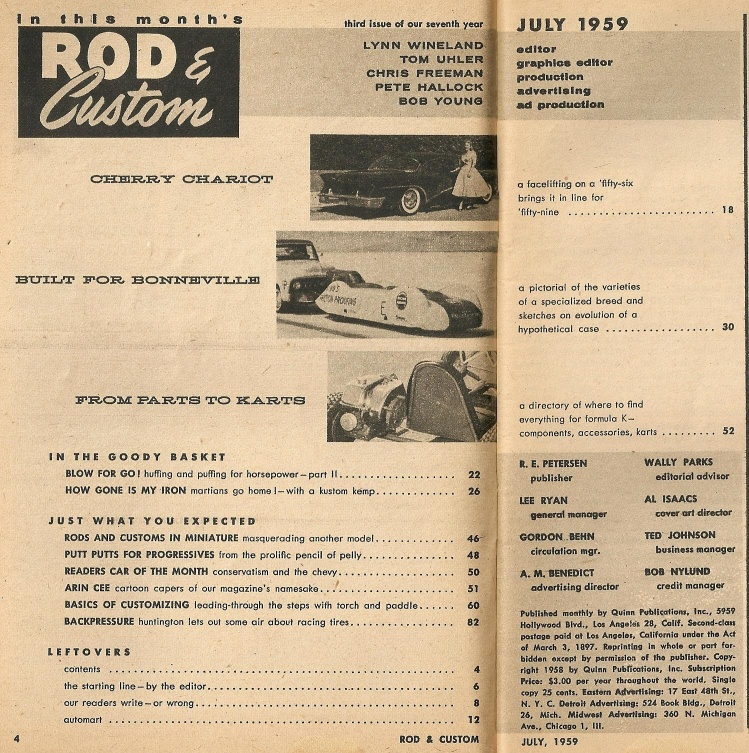 in this month's
ROD &
Custom
third issue of our seventh year
JULY 1959
LYNN WINELAND editor
TOM UHLER graphics editor
CHRIS FREEMAN production
PETE HALLOCK advertising
BOB YOUNG ad production
CHERRY CHARIOT
a facelifting on a 'fifty-six
brings it in line for
'fifty-nine ........................ 18
BUILT FOR BONNEVILLE
a pictorial of the varieties
of a specialized breed and
sketches on evolution of a
hypothetical case .................. 30
FROM PARTS TO KARTS
a directory of where to find
everything for formula K—
components, accessories, karts ......... 52
IN THE GOODY BASKET
BLOW FOR GO! huffing and puffing for horsepower—part II.................... 22
HOW GONE IS MY IRON martians go home!—with a kustom kemp.............. 26
JUST WHAT YOU EXPECTED
RODS AND CUSTOMS IN MINIATURE masquerading another model.............. 46
PUTT PUTTS FOR PROGRESSIVES from the prolific pencil of pelly................ 48
READERS CAR OF THE MONTH conservatism and the chevy.................... 50
ARIN CEE cartoon capers of our magazine's namesake....................... 51
BASICS OF CUSTOMIZING leading-through the steps with torch and paddle...... 60
BACKPRESSURE huntington lets out some air about racing tires................. 82
LEFTOVERS
contents .................................................. 4
the starting line—by the editor................................... 6
our readers write—or wrong..................................... 8
automart ................................................. 12
R. E. PETERSEN
publisher
WALLY PARKS
editorial advisor
LEE RYAN
general manager
AL ISAACS
cover art director
GORDON BEHN
circulation mgr.
TED JOHNSON
business manager
A. M. BENEDICT
advertising director
BOB NYLUND
credit manager
Published monthly by Quinn Publications, Inc., 5959
Hollywood Blvd., Los Angeles 28, Calif. Second-class
postage paid at Los Angeles, California under the Act
of March 3, 1897. Reprinting in whole or part for-
bidden except by permission of the publisher. Copy-
right 1958 by Quinn Publications, Inc. Subscription
Price: $3.00 per year throughout the world. Single
copy 25 cents. Eastern Advertising: 17 East 48th St.,
N. Y. C. Detroit Advertising: 524 Book Bldg., Detroit
26, Mich. Midwest Advertising: 360 N. Michigan
Ave., Chicago 1, Ill.
4
ROD & CUSTOM
JULY, 1959